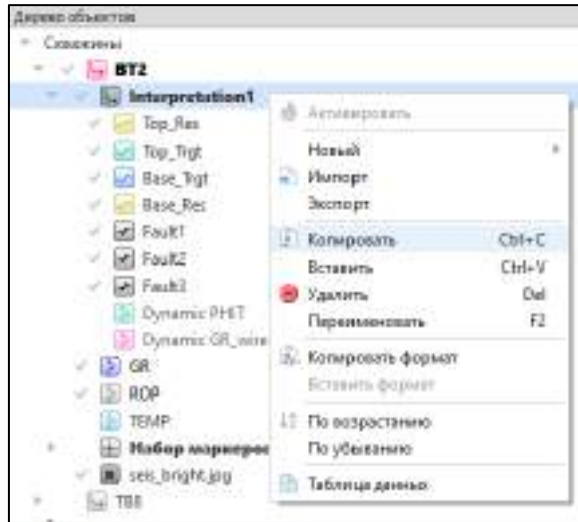 Дерево объектов
Скважины
BT2
Interpretation1
Top_Res
Top_Trgt
Base_Trgt
Base_Res
Fault1
Fault2
Fault3
Dynamic PHIT
Dynamic GR_wire
GR
ROP
TEMP
Набор маркеров
seis_bright.jpg
Активировать
Новый
Импорт
Экспорт
Копировать Ctrl+C
Вставить Ctrl+V
Удалить Del
Переименовать F2
Копировать формат
Вставить формат
По возрастанию
По убыванию
Таблица данных